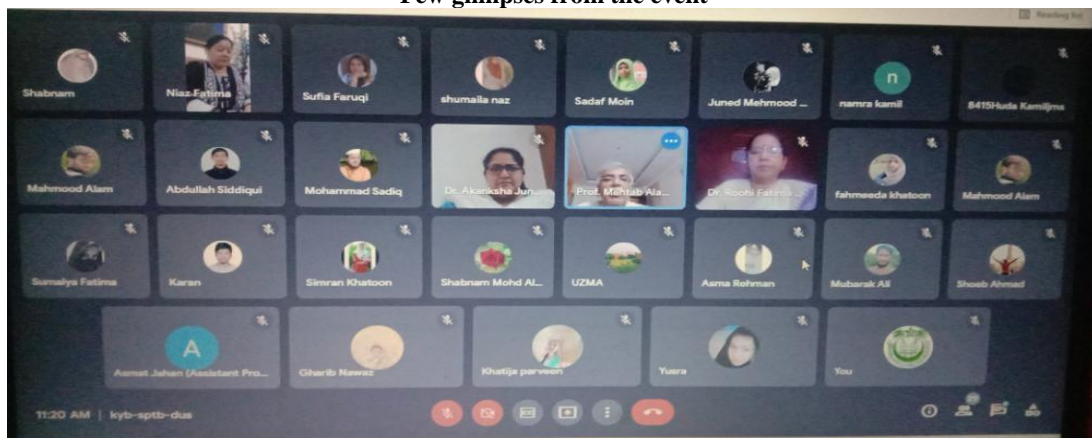 Few glimpses from the event
Reading list
Shabnam
Niaz Fatima
Sufia Faruqi
shumaila naz
Sadaf Moin
Juned Mehmood ...
n
namra kamil
8415Huda Kamiljms
Mahmood Alam
Abdullah Siddiqui
Mohammad Sadiq
Dr. Akanksha Jun...
Prof. Mehtab Ala...
Dr. Roohi Fatima ...
fahmeeda khatoon
Mahmood Alam
Sumaiya Fatima
Karan
Simran Khatoon
Shabnam Mohd Al...
UZMA
Asma Rehman
Mubarak Ali
Shoeb Ahmad
A
Asmat Jahan (Assistant Pro...
Gharib Nawaz
Khatija parveen
Yusra
You
11:20 AM | kyb-sptb-dus